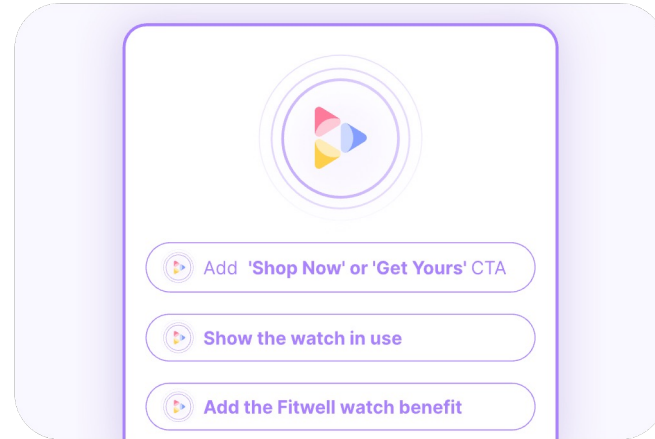 Add 'Shop Now' or 'Get Yours' CTA
Show the watch in use
Add the Fitwell watch benefit